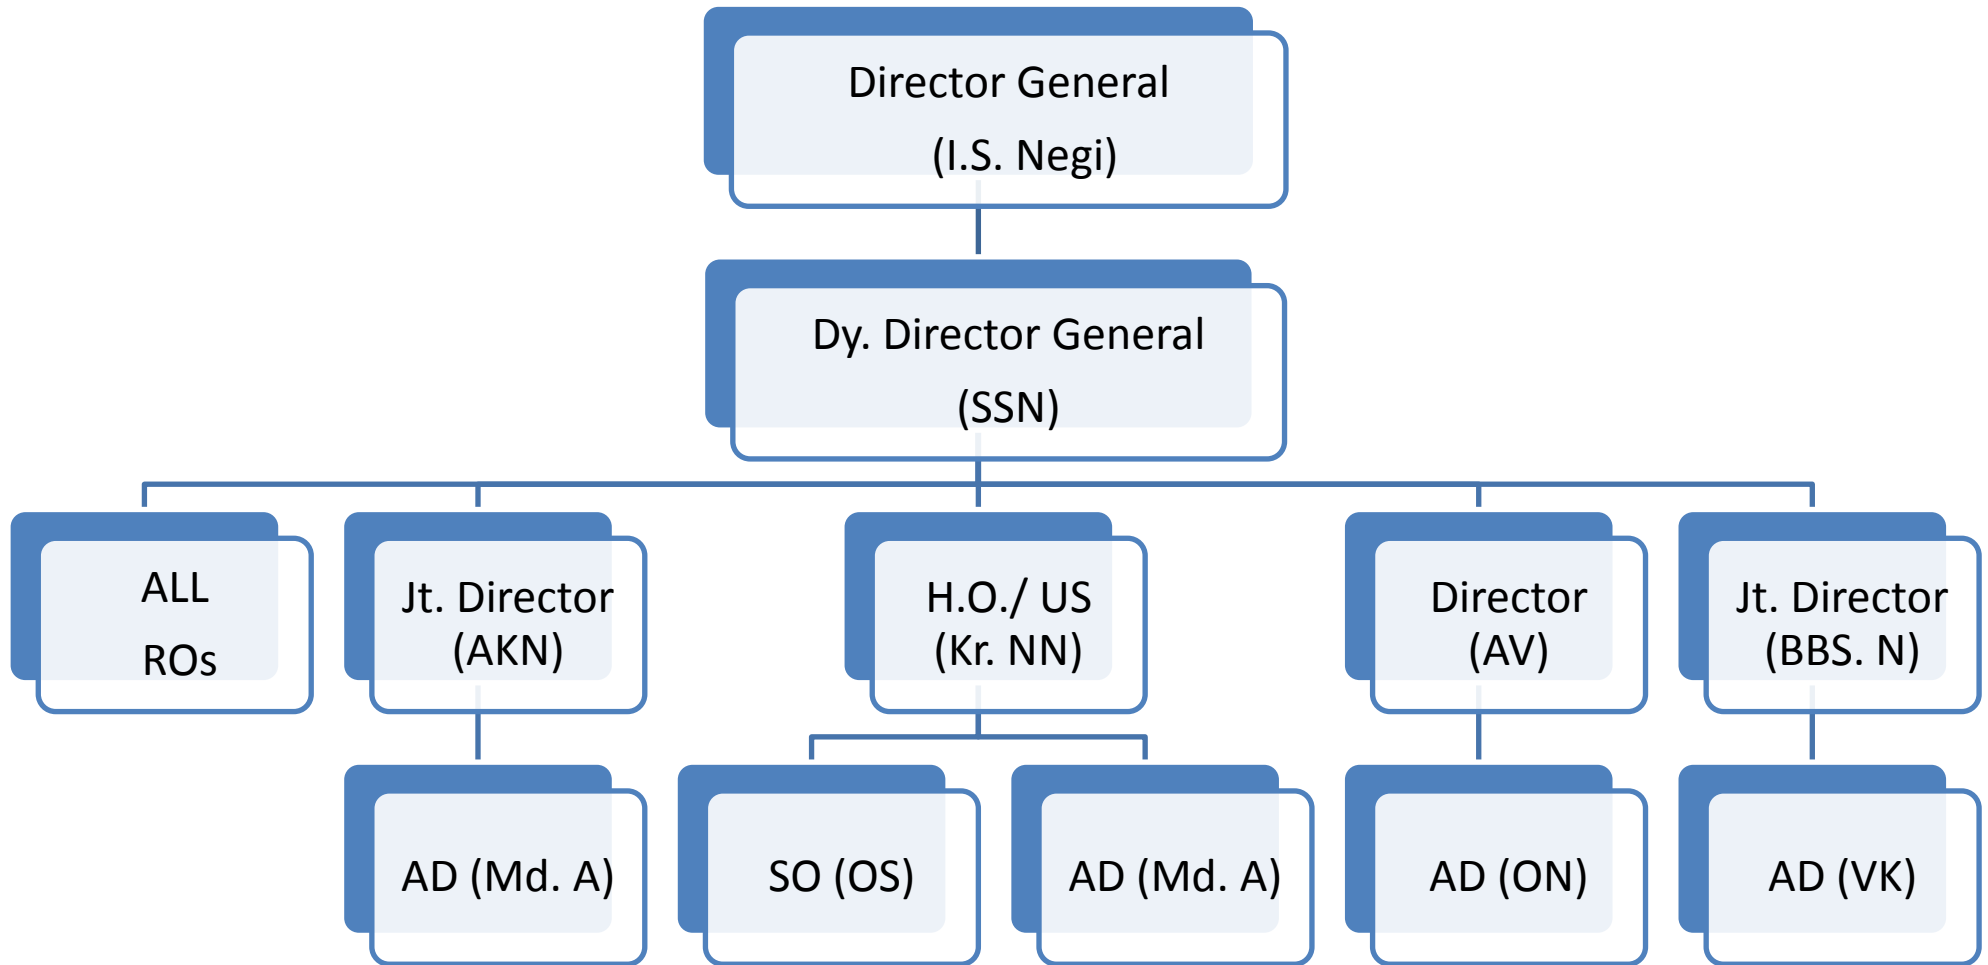 Director General
(I.S. Negi)
Dy. Director General
(SSN)
ALL
ROs
Jt. Director
(AKN)
H.O./ US
(Kr. NN)
Director
(AV)
Jt. Director
(BBS. N)
AD (Md. A)
SO (OS)
AD (Md. A)
AD (ON)
AD (VK)